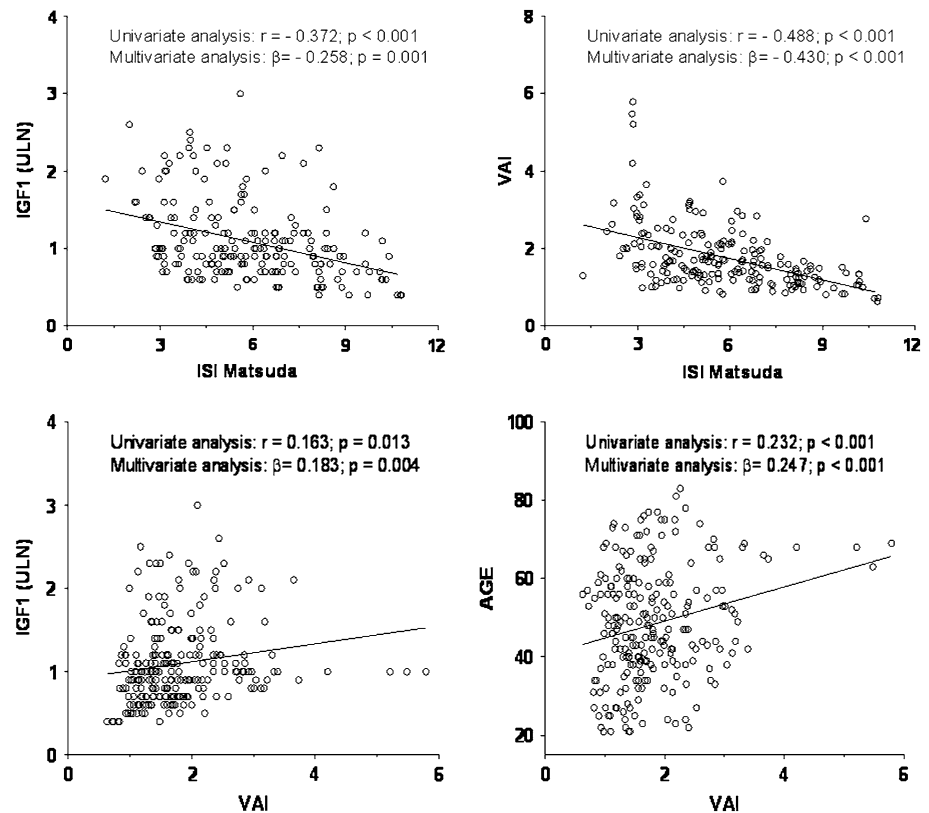 Univariate analysis: r = - 0.372; p < 0.001
Multivariate analysis: β= - 0.258; p = 0.001
4
3
2
1
0
IGF1 (ULN)
0 3 6 9 12
ISI Matsuda
Univariate analysis: r = - 0.488; p < 0.001
Multivariate analysis: β= - 0.430; p < 0.001
8
6
4
2
0
VAI
0 3 6 9 12
ISI Matsuda
Univariate analysis: r = 0.163; p = 0.013
Multivariate analysis: β= 0.183; p = 0.004
4
3
2
1
0
IGF1 (ULN)
0 2 4 6
VAI
Univariate analysis: r = 0.232; p < 0.001
Multivariate analysis: β= 0.247; p < 0.001
100
80
60
40
20
AGE
0 2 4 6
VAI